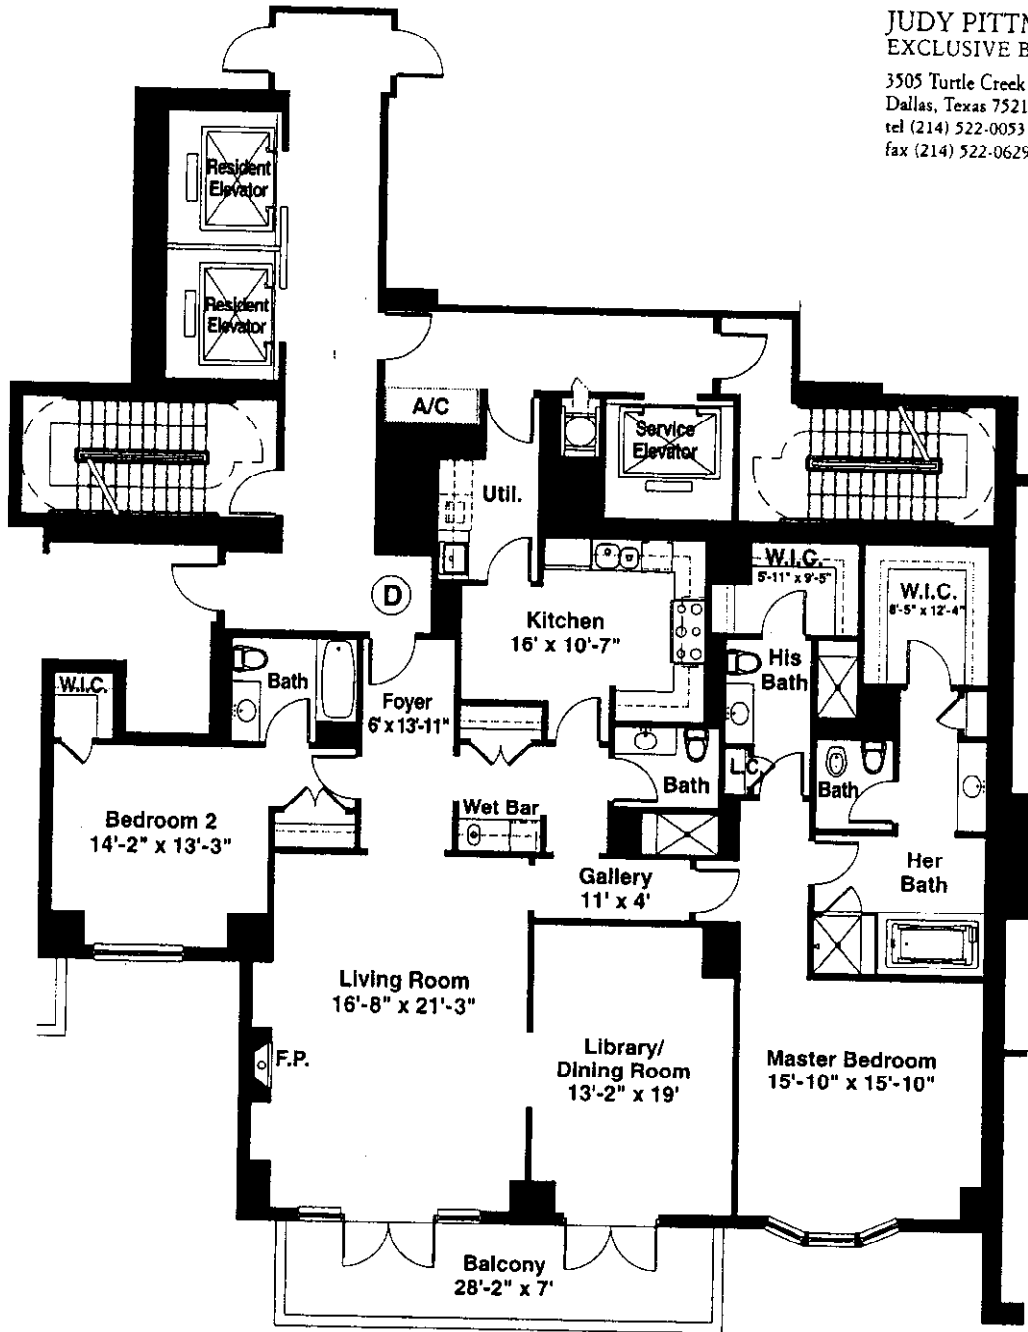 JUDY PITTM
EXCLUSIVE B
3505 Turtle Creek
Dallas, Texas 7521
tel (214) 522-0053
fax (214) 522-0629
Resident
Elevator
Resident
Elevator
A/C
Service
Elevator
Util.
D
Kitchen
16' x 10'-7"
W.I.C.
5'-11" x 9'-5"
W.I.C.
8'-5" x 12'-4"
His
Bath
W.I.C.
Bath
Foyer
6' x 13'-11"
L.C.
Bath
Bath
Wet Bar
Bedroom 2
14'-2" x 13'-3"
Gallery
11' x 4'
Her
Bath
Living Room
16'-8" x 21'-3"
F.P.
Library/
Dining Room
13'-2" x 19'
Master Bedroom
15'-10" x 15'-10"
Balcony
28'-2" x 7'